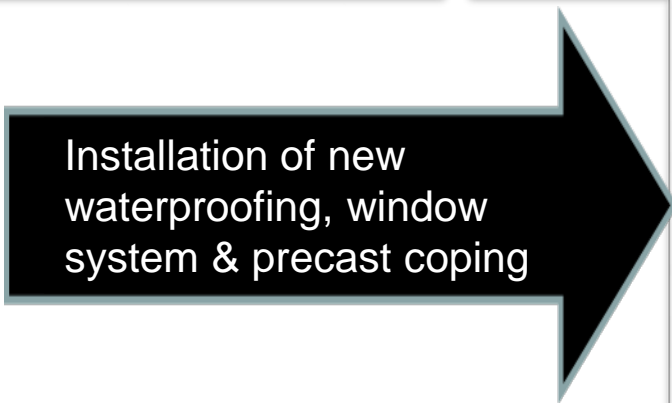 Installation of new
waterproofing, window
system & precast coping